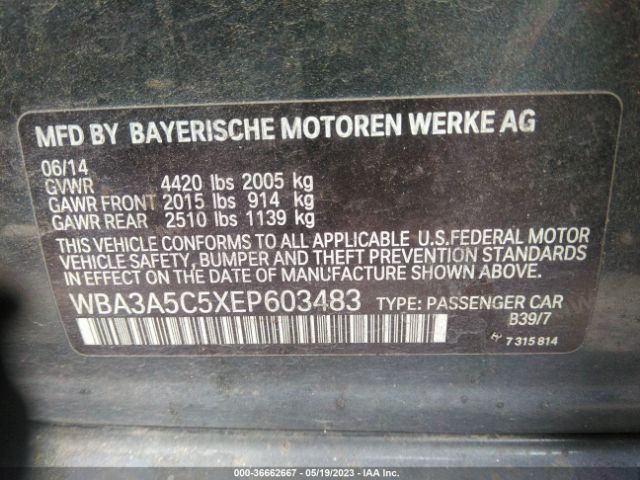 MFD BY BAYERISCHE MOTOREN WERKE AG
06/14
GVWR 4420 lbs 2005 kg
GAWR FRONT 2015 lbs 914 kg
GAWR REAR 2510 lbs 1139 kg
THIS VEHICLE CONFORMS TO ALL APPLICABLE U.S.FEDERAL MOTOR
VEHICLE SAFETY, BUMPER AND THEFT PREVENTION STANDARDS
IN EFFECT ON THE DATE OF MANUFACTURE SHOWN ABOVE.
WBA3A5C5XEP603483 TYPE: PASSENGER CAR
B39/7
7 315 814
000-36662667 - 05/19/2023 - IAA Inc.